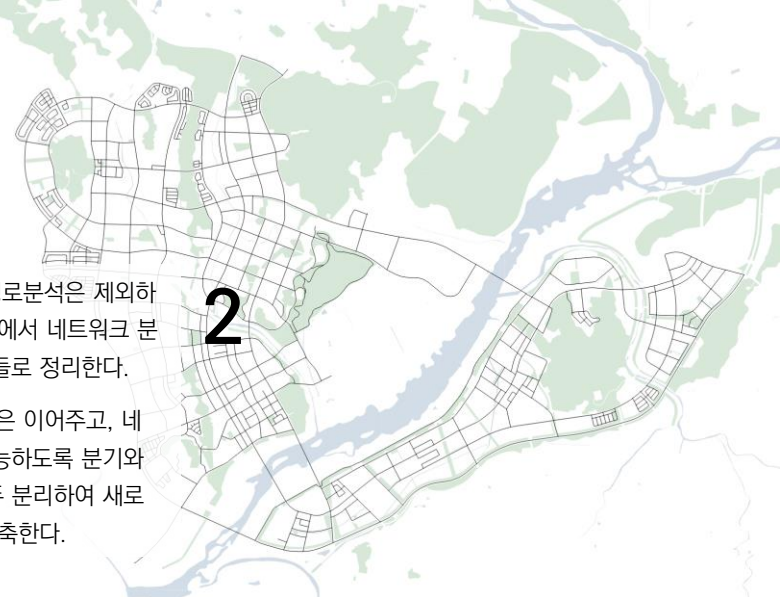 로분석은 제외하
에서 네트워크 분
들로 정리한다.
은 이어주고, 네
능하도록 분기와
분리하여 새로
축한다.
2